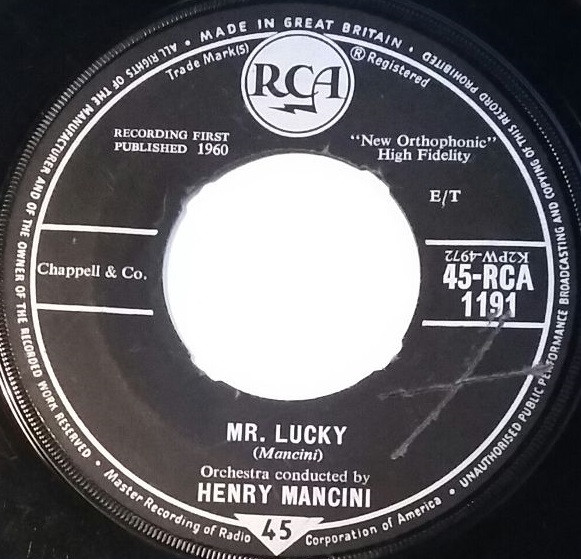 MADE IN GREAT BRITAIN • UNAUTHORISED PUBLIC PERFORMANCE BROADCASTING AND COPYING OF THIS RECORD PROHIBITED
ALL RIGHTS OF THE MANUFACTURER AND OF THE OWNER OF THE RECORDED WORK RESERVED •
Trade Mark(s)
® Registered
RCA
RECORDING FIRST
PUBLISHED 1960
"New Orthophonic"
High Fidelity
E/T
Chappell & Co.
K2PW-4972
45-RCA
1191
MR. LUCKY
(Mancini)
Orchestra conducted by
HENRY MANCINI
Master Recording of Radio Corporation of America •
45